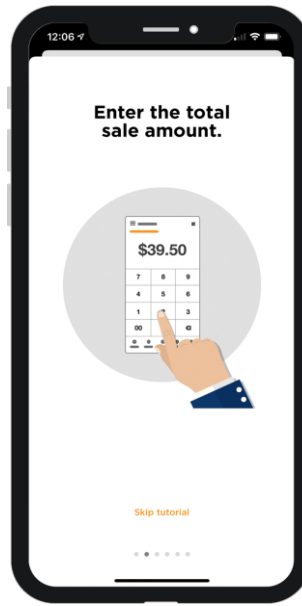 12:06
Enter the total
sale amount.
$39.50
7 8 9
4 5 6
1 3
00
Skip tutorial